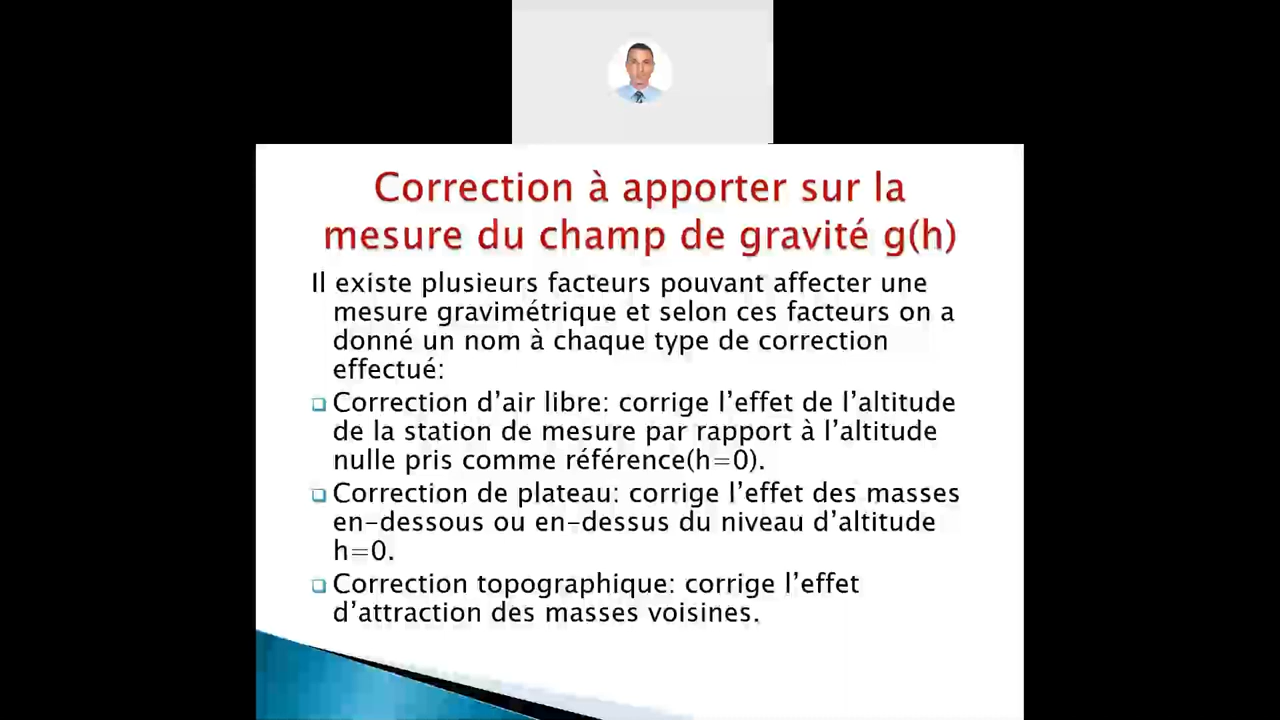 Correction à apporter sur la
mesure du champ de gravité g(h)
Il existe plusieurs facteurs pouvant affecter une
mesure gravimétrique et selon ces facteurs on a
donné un nom à chaque type de correction
effectué:
Correction d’air libre: corrige l’effet de l’altitude
de la station de mesure par rapport à l’altitude
nulle pris comme référence(h=0).
Correction de plateau: corrige l’effet des masses
en-dessous ou en-dessus du niveau d’altitude
h=0.
Correction topographique: corrige l’effet
d’attraction des masses voisines.